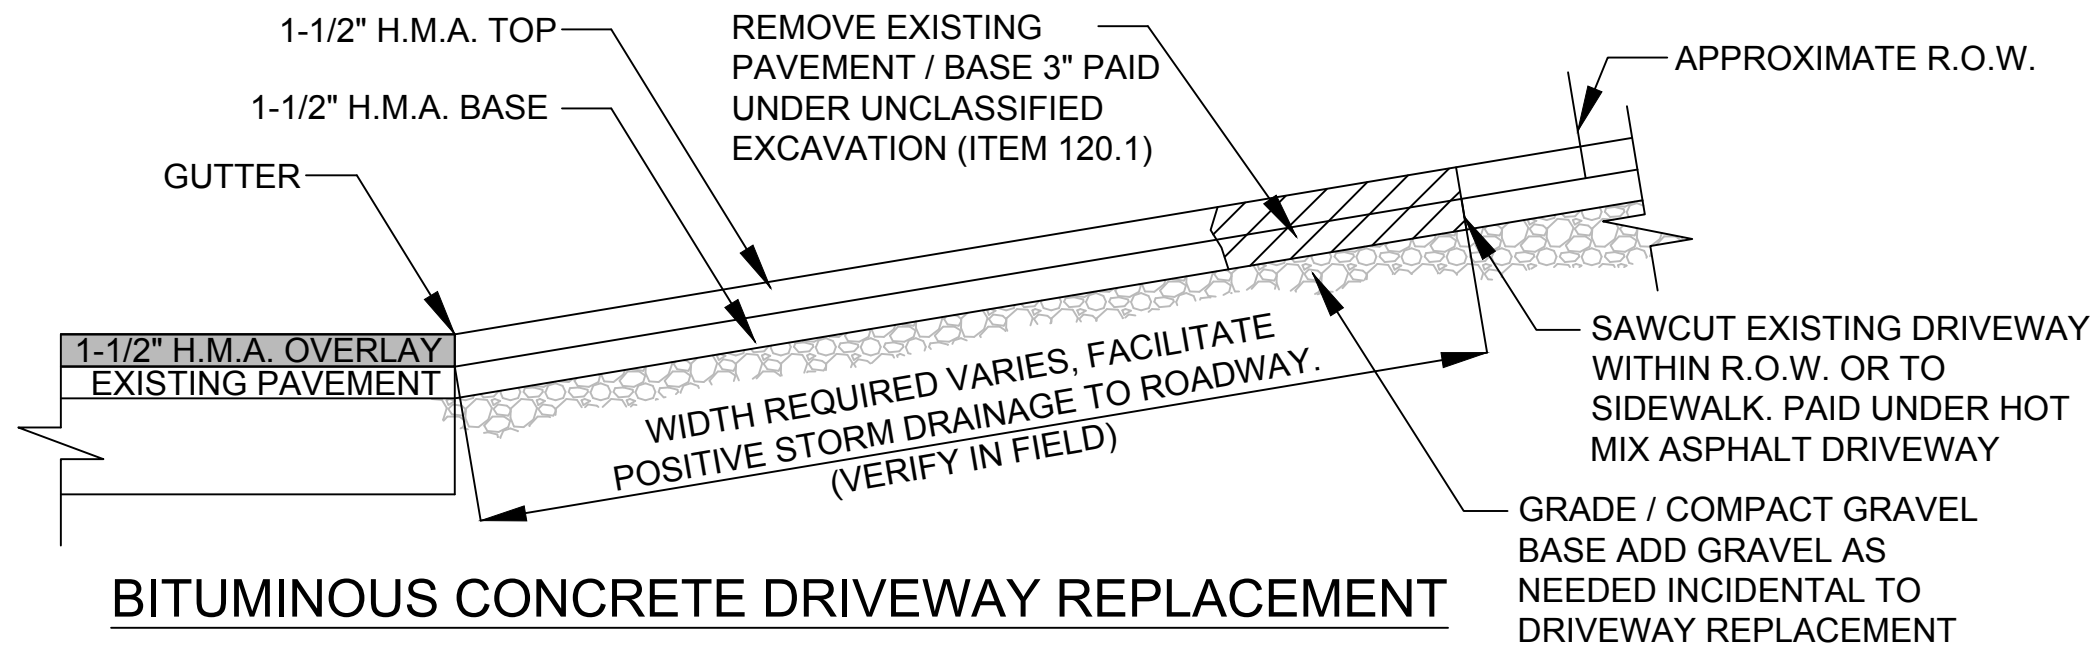 1-1/2" H.M.A. TOP
1-1/2" H.M.A. BASE
GUTTER
REMOVE EXISTING
PAVEMENT / BASE 3" PAID
UNDER UNCLASSIFIED
EXCAVATION (ITEM 120.1)
APPROXIMATE R.O.W.
1-1/2" H.M.A. OVERLAY
EXISTING PAVEMENT
WIDTH REQUIRED VARIES, FACILITATE
POSITIVE STORM DRAINAGE TO ROADWAY.
(VERIFY IN FIELD)
SAWCUT EXISTING DRIVEWAY
WITHIN R.O.W. OR TO
SIDEWALK. PAID UNDER HOT
MIX ASPHALT DRIVEWAY
GRADE / COMPACT GRAVEL
BASE ADD GRAVEL AS
NEEDED INCIDENTAL TO
DRIVEWAY REPLACEMENT
BITUMINOUS CONCRETE DRIVEWAY REPLACEMENT